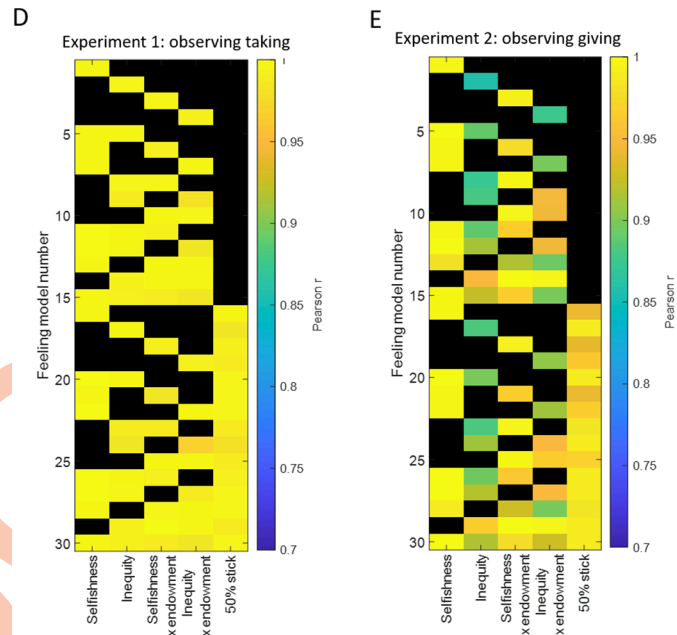 D
Experiment 1: observing taking
1
0.95
0.9
0.85
0.8
0.75
0.7
Pearson r
5
10
15
20
25
30
Feeling model number
Selfishness
Inequity
Selfishness
x endowment
Inequity
x endowment
50% stick
E
Experiment 2: observing giving
1
0.95
0.9
0.85
0.8
0.75
0.7
Pearson r
5
10
15
20
25
30
Feeling model number
Selfishness
Inequity
Selfishness
x endowment
Inequity
x endowment
50% stick